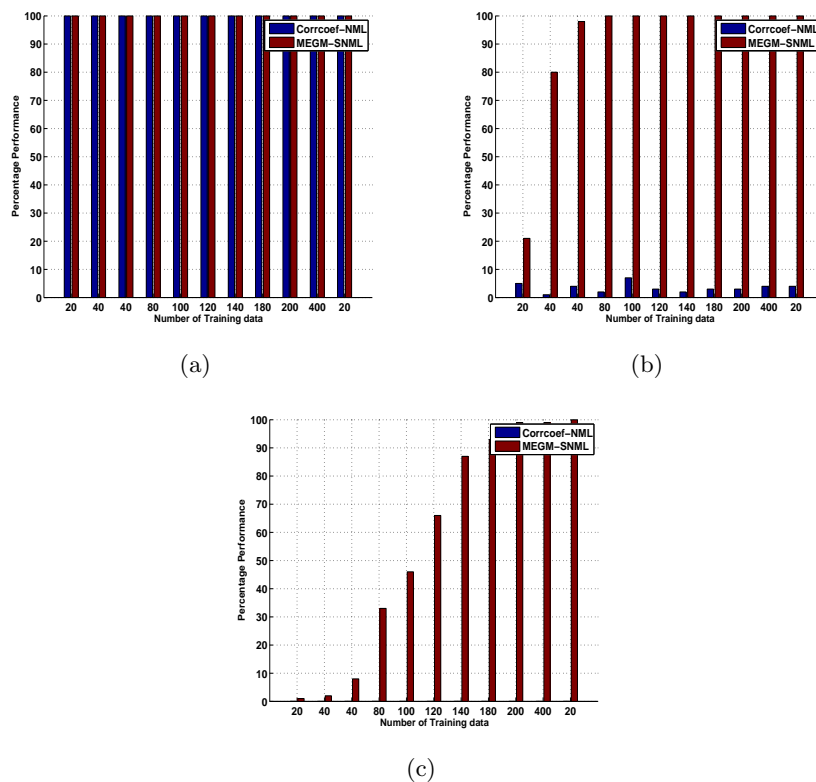 100
90
80
70
60
50
40
30
20
10
0
Percentage Performance
Corrcoef-NML
MEGM-SNML
20 40 40 80 100 120 140 180 200 400 20
Number of Training data
(a)
100
90
80
70
60
50
40
30
20
10
0
Percentage Performance
Corrcoef-NML
MEGM-SNML
20 40 40 80 100 120 140 180 200 400 20
Number of Training data
(b)
100
90
80
70
60
50
40
30
20
10
0
Percentage Performance
Corrcoef-NML
MEGM-SNML
20 40 40 80 100 120 140 180 200 400 20
Number of Training data
(c)